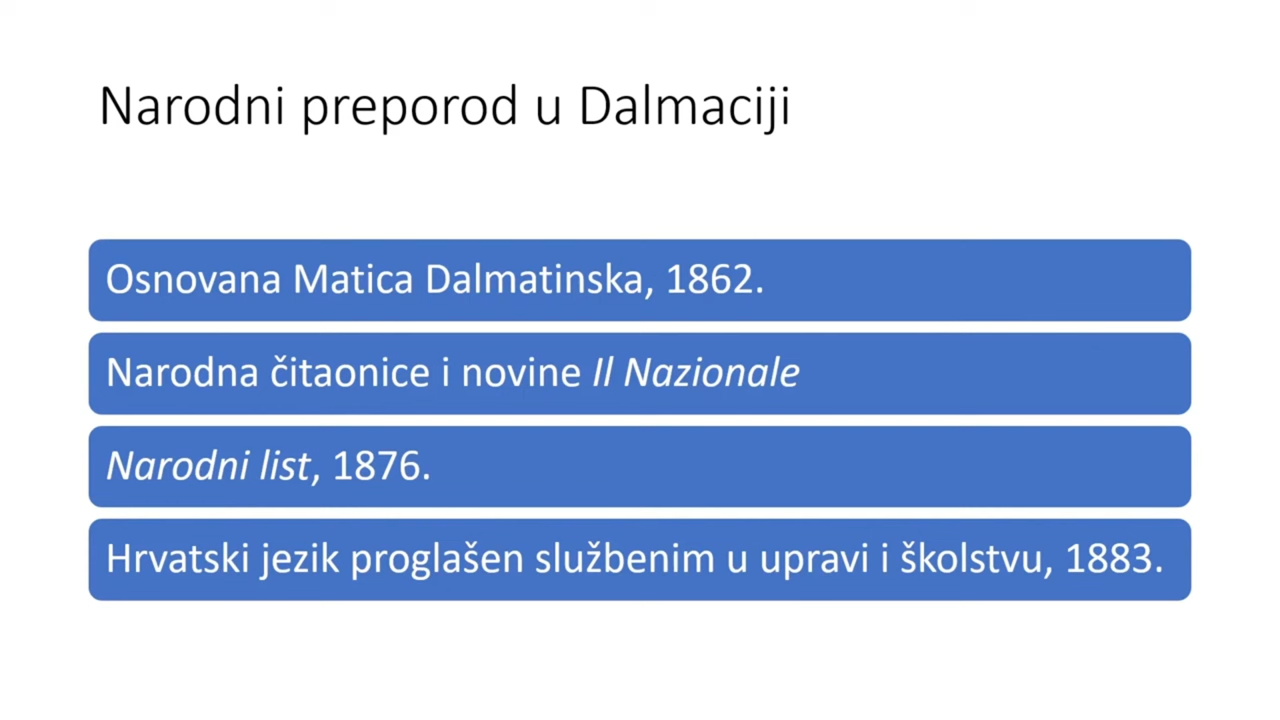 Narodni preporod u Dalmaciji
Osnovana Matica Dalmatinska, 1862.
Narodna čitaonice i novine Il Nazionale
Narodni list, 1876.
Hrvatski jezik proglašen službenim u upravi i školstvu, 1883.